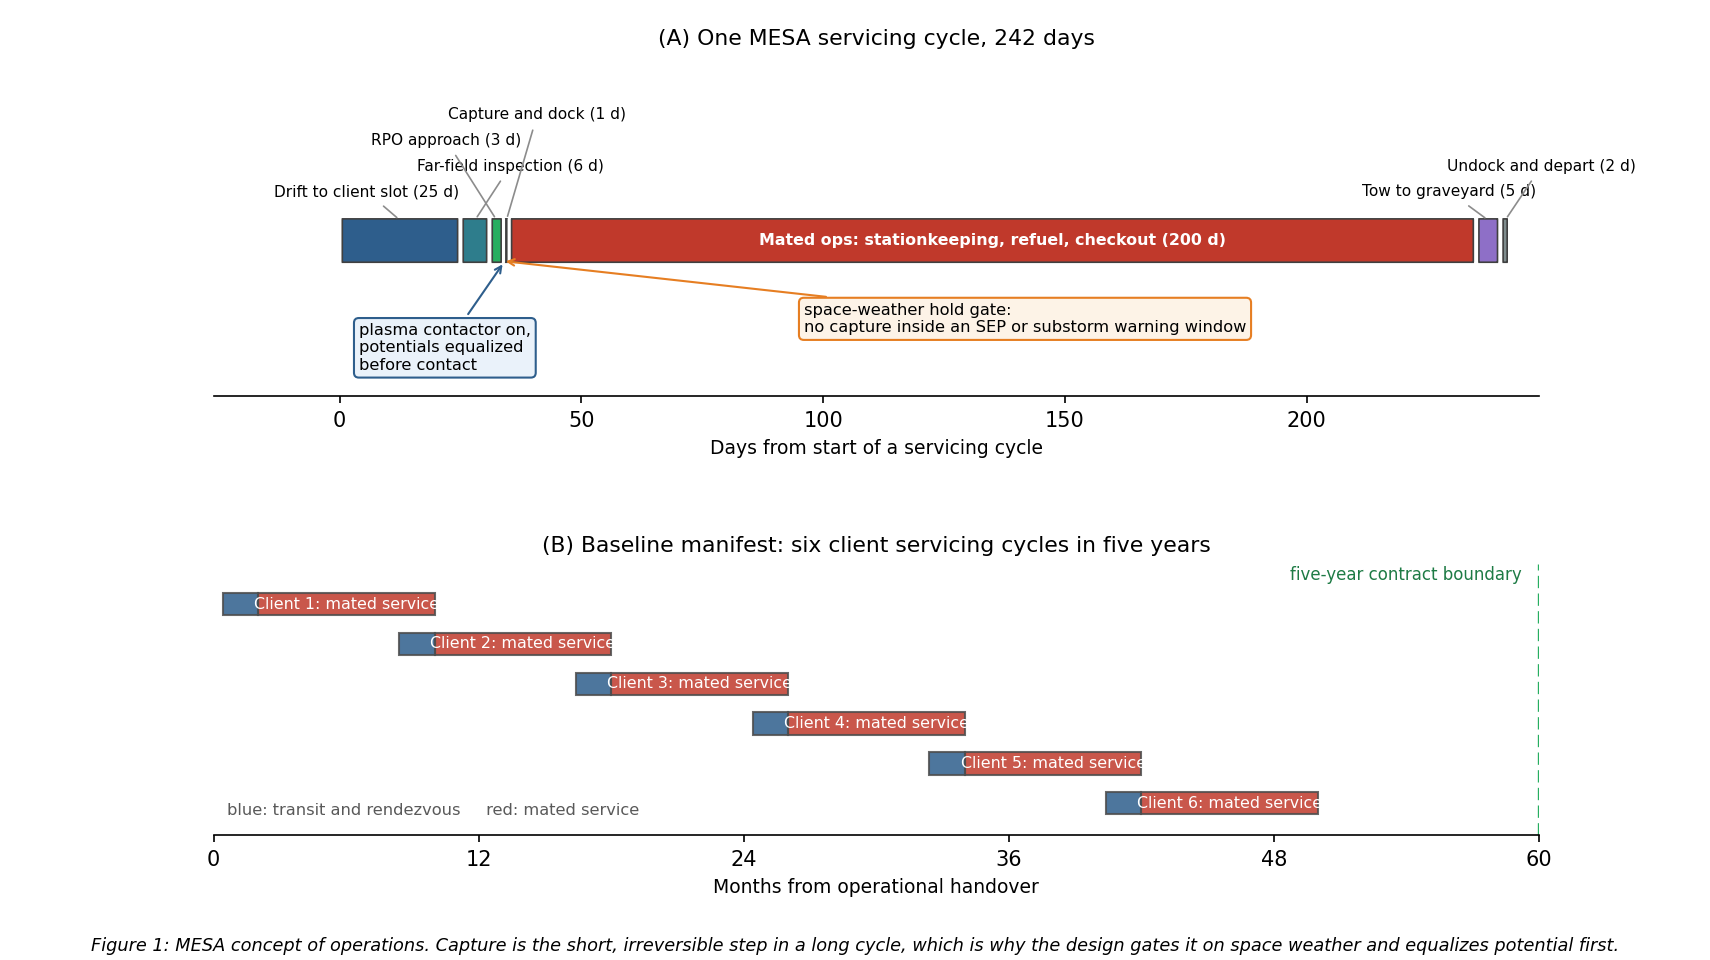 (A) One MESA servicing cycle, 242 days
Capture and dock (1 d)
RPO approach (3 d)
Far-field inspection (6 d)
Undock and depart (2 d)
Drift to client slot (25 d)
Tow to graveyard (5 d)
Mated ops: stationkeeping, refuel, checkout (200 d)
space-weather hold gate:
no capture inside an SEP or substorm warning window
plasma contactor on,
potentials equalized
before contact
0 50 100 150 200
Days from start of a servicing cycle
(B) Baseline manifest: six client servicing cycles in five years
five-year contract boundary
Client 1: mated service
Client 2: mated service
Client 3: mated service
Client 4: mated service
Client 5: mated service
Client 6: mated service
blue: transit and rendezvous red: mated service
0 12 24 36 48 60
Months from operational handover
Figure 1: MESA concept of operations. Capture is the short, irreversible step in a long cycle, which is why the design gates it on space weather and equalizes potential first.